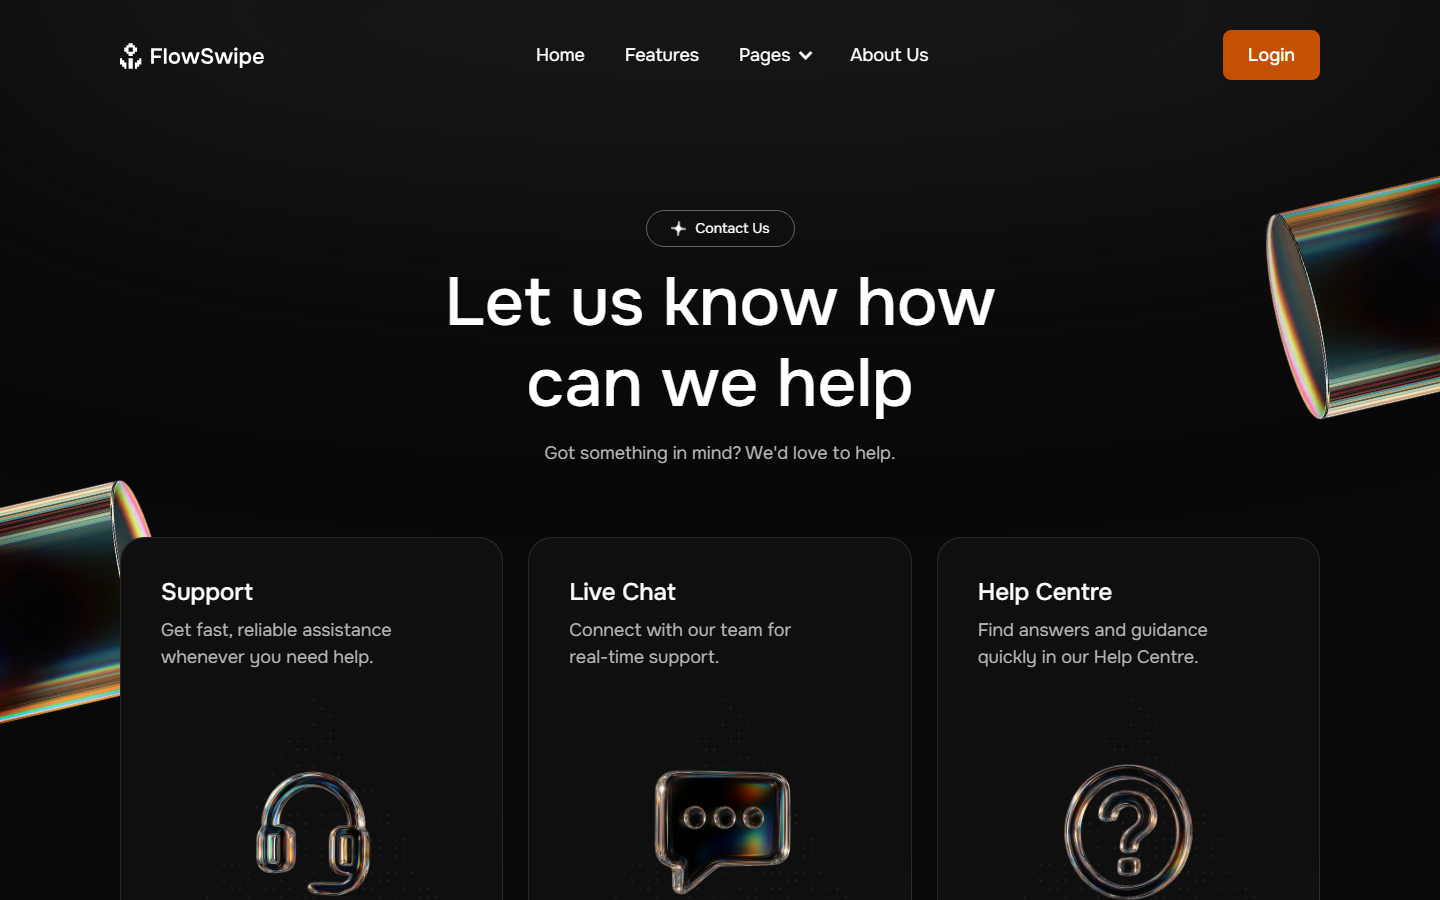 FlowSwipe
Home
Features
Pages
About Us
Login
Contact Us
Let us know how
can we help
Got something in mind? We'd love to help.
Support
Get fast, reliable assistance
whenever you need help.
Live Chat
Connect with our team for
real-time support.
Help Centre
Find answers and guidance
quickly in our Help Centre.